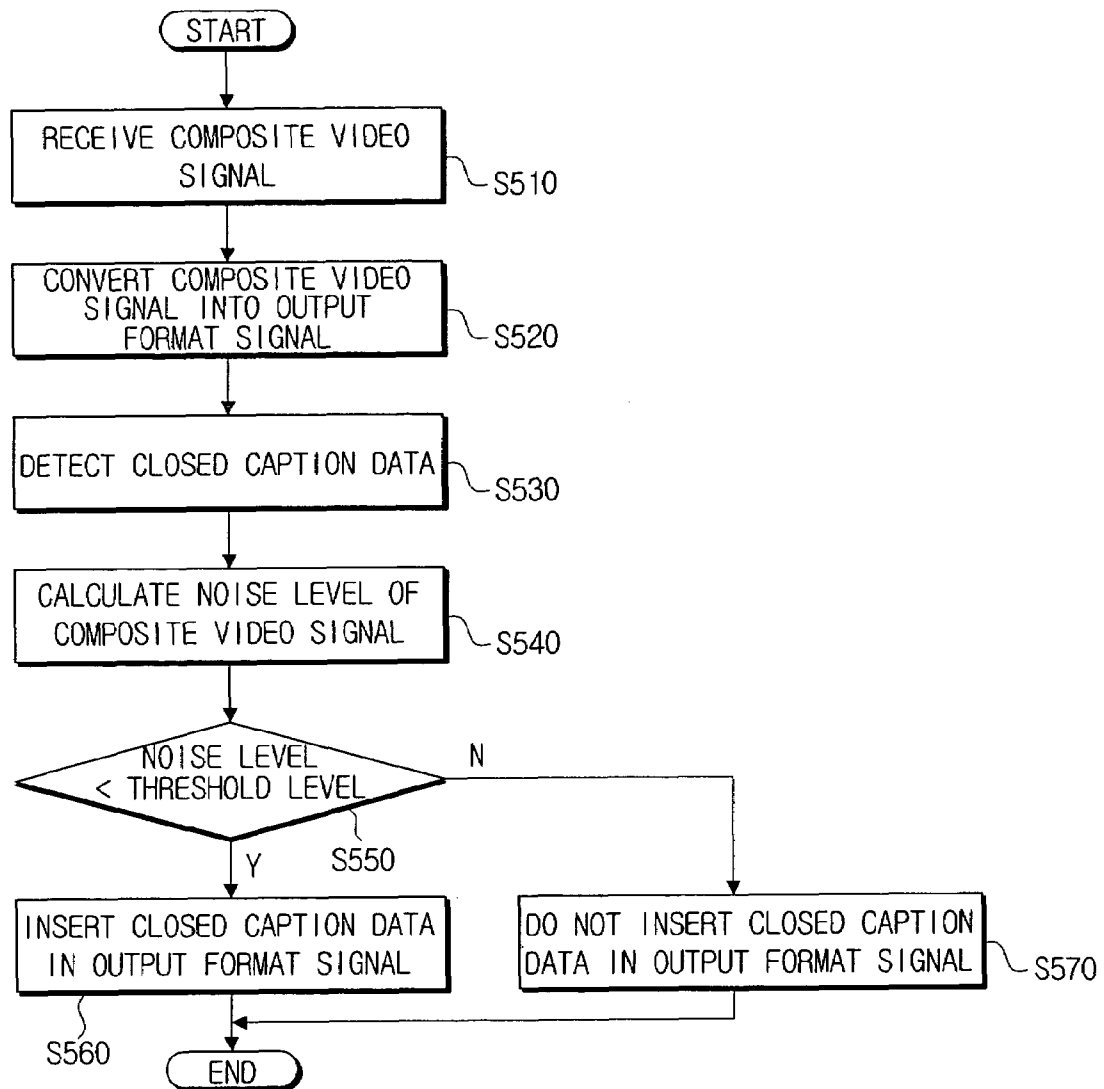 START
RECEIVE COMPOSITE VIDEO
SIGNAL
S510
CONVERT COMPOSITE VIDEO
SIGNAL INTO OUTPUT
FORMAT SIGNAL
S520
DETECT CLOSED CAPTION DATA
S530
CALCULATE NOISE LEVEL OF
COMPOSITE VIDEO SIGNAL
S540
NOISE LEVEL
< THRESHOLD LEVEL
N
S550
Y
INSERT CLOSED CAPTION DATA
IN OUTPUT FORMAT SIGNAL
S560
DO NOT INSERT CLOSED CAPTION
DATA IN OUTPUT FORMAT SIGNAL
S570
END